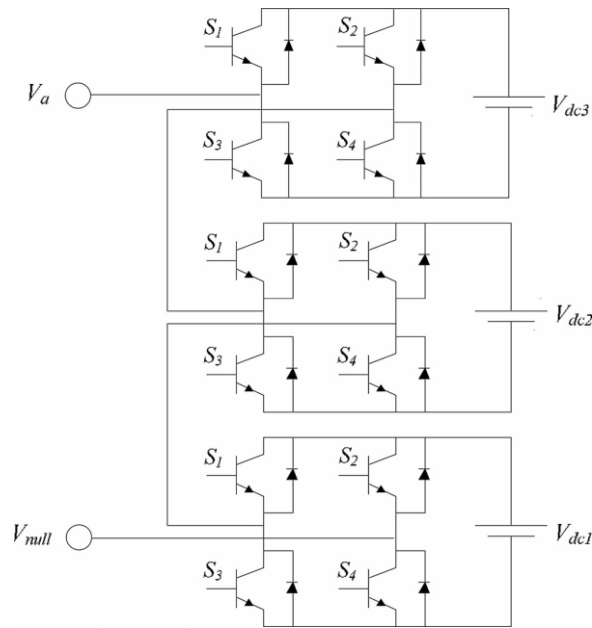 S1 S2
Va
Vdc3
S3 S4
S1 S2
Vdc2
S3 S4
S1 S2
Vnull
Vdc1
S3 S4